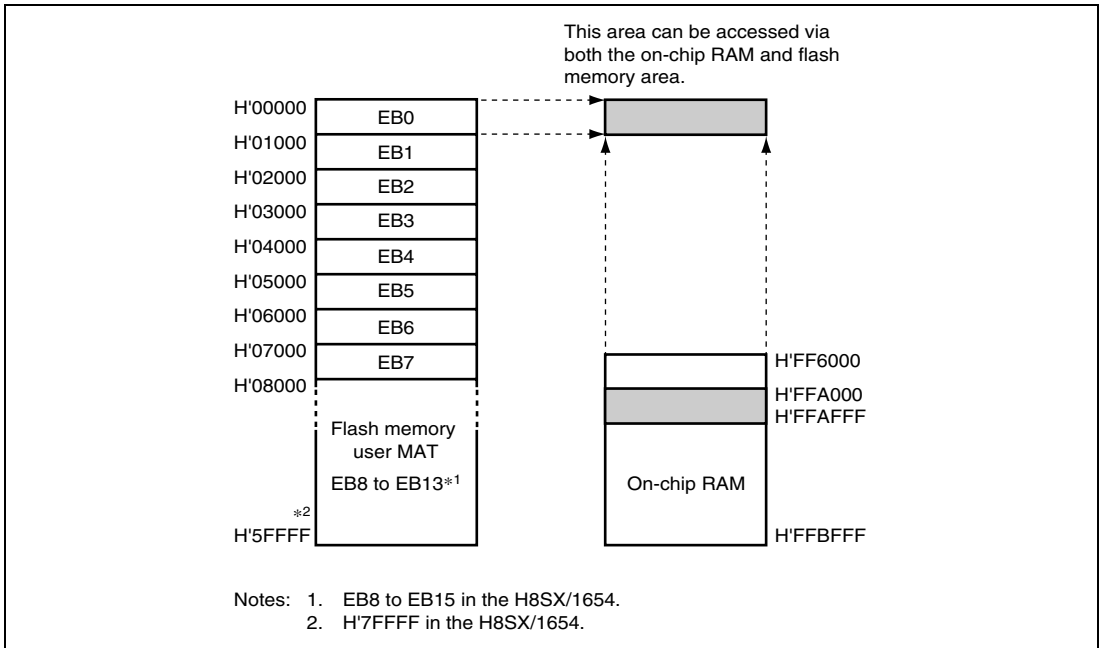 This area can be accessed via
both the on-chip RAM and flash
memory area.
H'00000
EB0
H'01000
EB1
H'02000
EB2
H'03000
EB3
H'04000
EB4
H'05000
EB5
H'06000
EB6
H'07000
EB7
H'08000
Flash memory
user MAT
EB8 to EB13*1
*2
H'5FFFF
H'FF6000
H'FFA000
H'FFAFFF
On-chip RAM
H'FFBFFF
Notes: 1. EB8 to EB15 in the H8SX/1654.
2. H'7FFFF in the H8SX/1654.